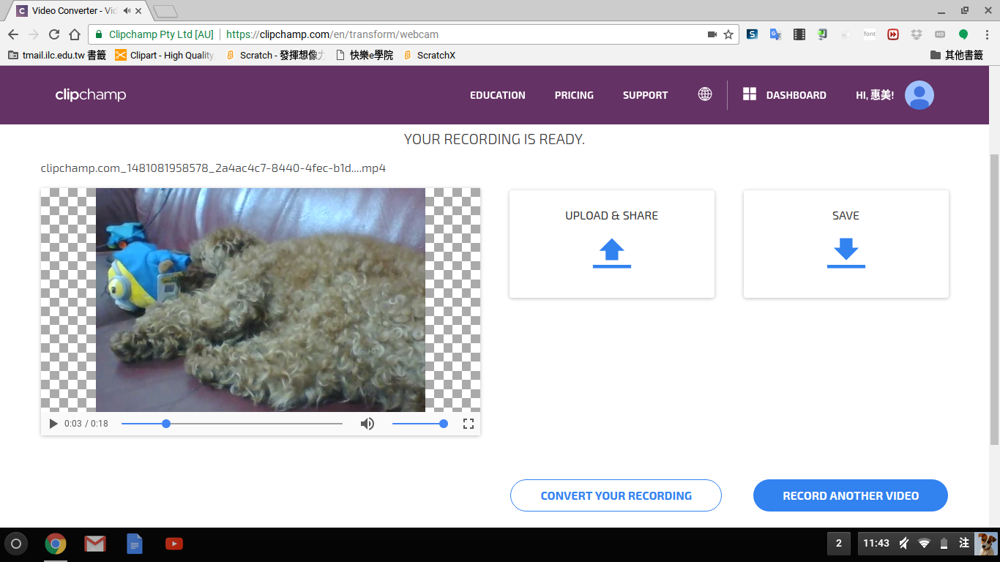 Video Converter - Vid
Clipchamp Pty Ltd [AU]
https://clipchamp.com/en/transform/webcam
font
HD
tmail.ilc.edu.tw 書籤
Clipart - High Quality
Scratch - 發揮想像力
快樂e學院
ScratchX
其他書籤
clipchamp
EDUCATION
PRICING
SUPPORT
DASHBOARD
HI, 惠美!
YOUR RECORDING IS READY.
clipchamp.com_1481081958578_2a4ac4c7-8440-4fec-b1d....mp4
UPLOAD & SHARE
SAVE
0:03 / 0:18
CONVERT YOUR RECORDING
RECORD ANOTHER VIDEO
2
11:43
注